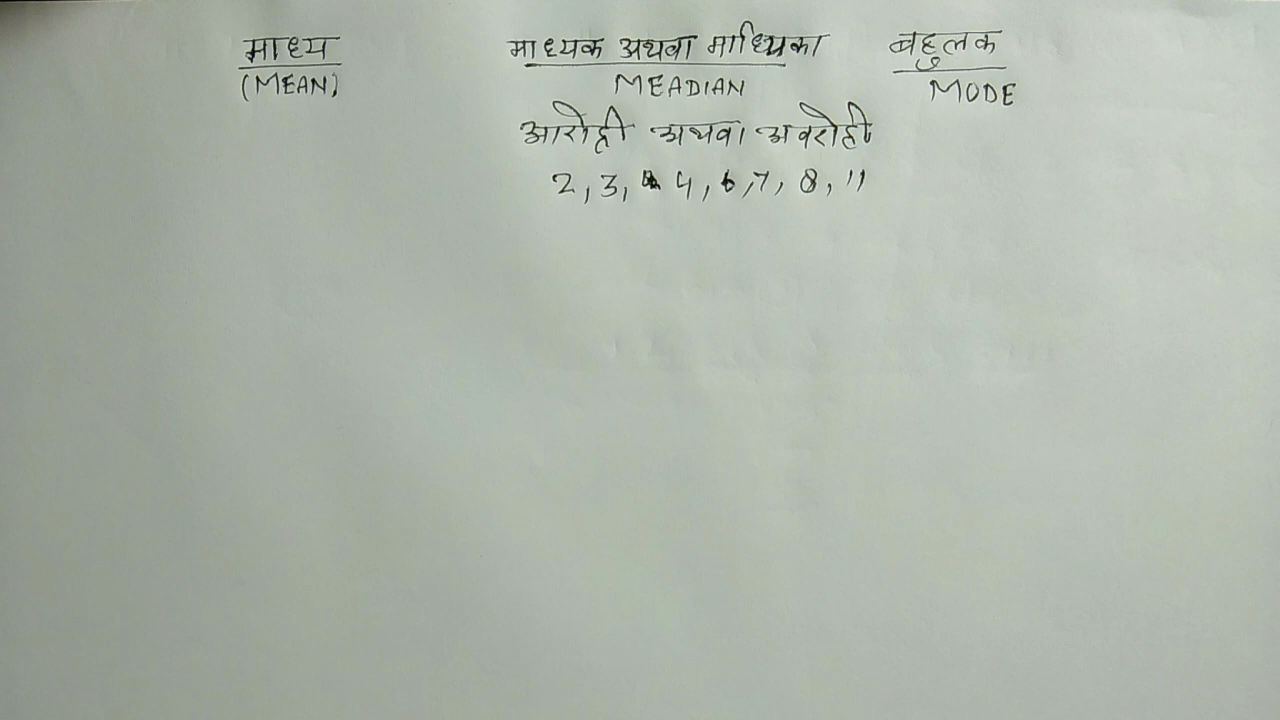 माध्य माध्यक अथवा माध्यिका बहुलक
(MEAN) MEADIAN MODE
आरोही अथवा अवरोही
2, 3, 4, 6, 7, 8, 11